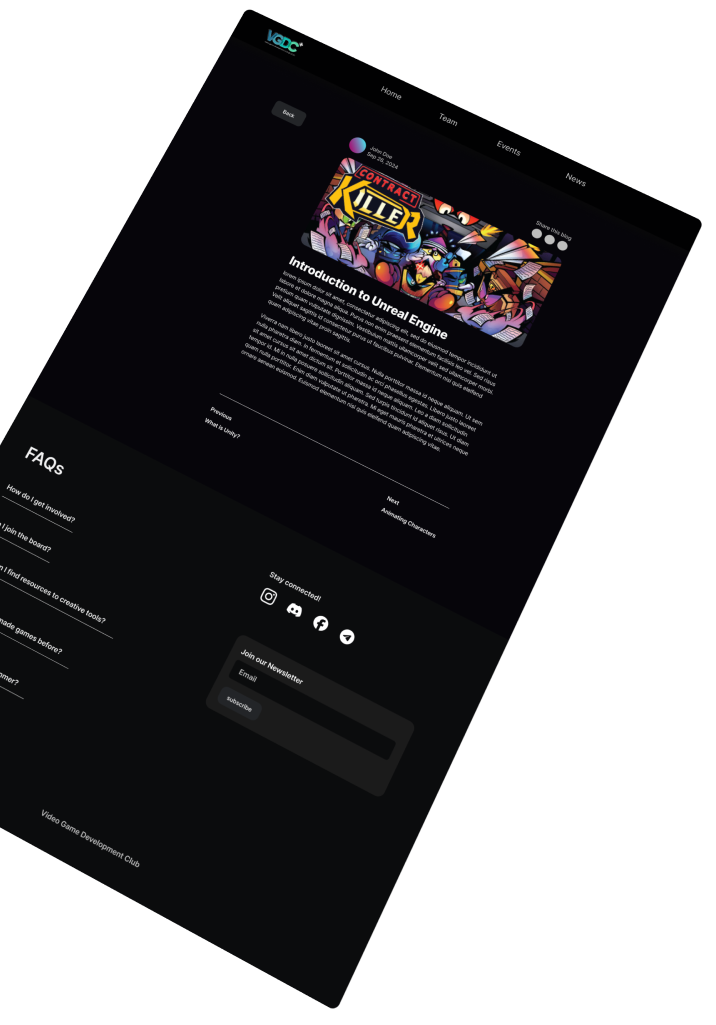 VGDC+
Home
Team
Events
News
Back
John Doe
Sep 28, 2024
Share this blog
CONTRACT
KILLER
Introduction to Unreal Engine
lorem ipsum dolor sit amet, consectetur adipiscing elit, sed do eiusmod tempor incididunt ut
labore et dolore magna aliqua. Purus non enim praesent elementum facilisis leo vel. Sed risus
pretium quam vulputate dignissim. Vestibulum mattis ullamcorper velit sed ullamcorper morbi.
Velit aliquet sagittis id consectetur purus ut faucibus pulvinar. Elementum nisi quis eleifend
quam adipiscing vitae proin sagittis.
Viverra nam libero justo laoreet sit amet cursus. Nulla porttitor massa id neque aliquam. Ut sem
nulla pharetra diam. In fermentum et sollicitudin ac orci phasellus egestas. Libero justo laoreet
sit amet cursus sit amet dictum sit. Porttitor massa id neque aliquam. Leo a diam sollicitudin
tempor id. Mi in nulla posuere sollicitudin aliquam. Sed turpis tincidunt id aliquet risus. Ut diam
quam nulla porttitor. Enim diam vulputate ut pharetra. Mi eget mauris pharetra et ultrices neque
ornare aenean euismod. Euismod elementum nisi quis eleifend quam adipiscing vitae.
Previous
What is Unity?
Next
Animating Characters
FAQs
How do I get involved?
I join the board?
I find resources to creative tools?
made games before?
Stay connected!
Join our Newsletter
Email
subscribe
Video Game Development Club